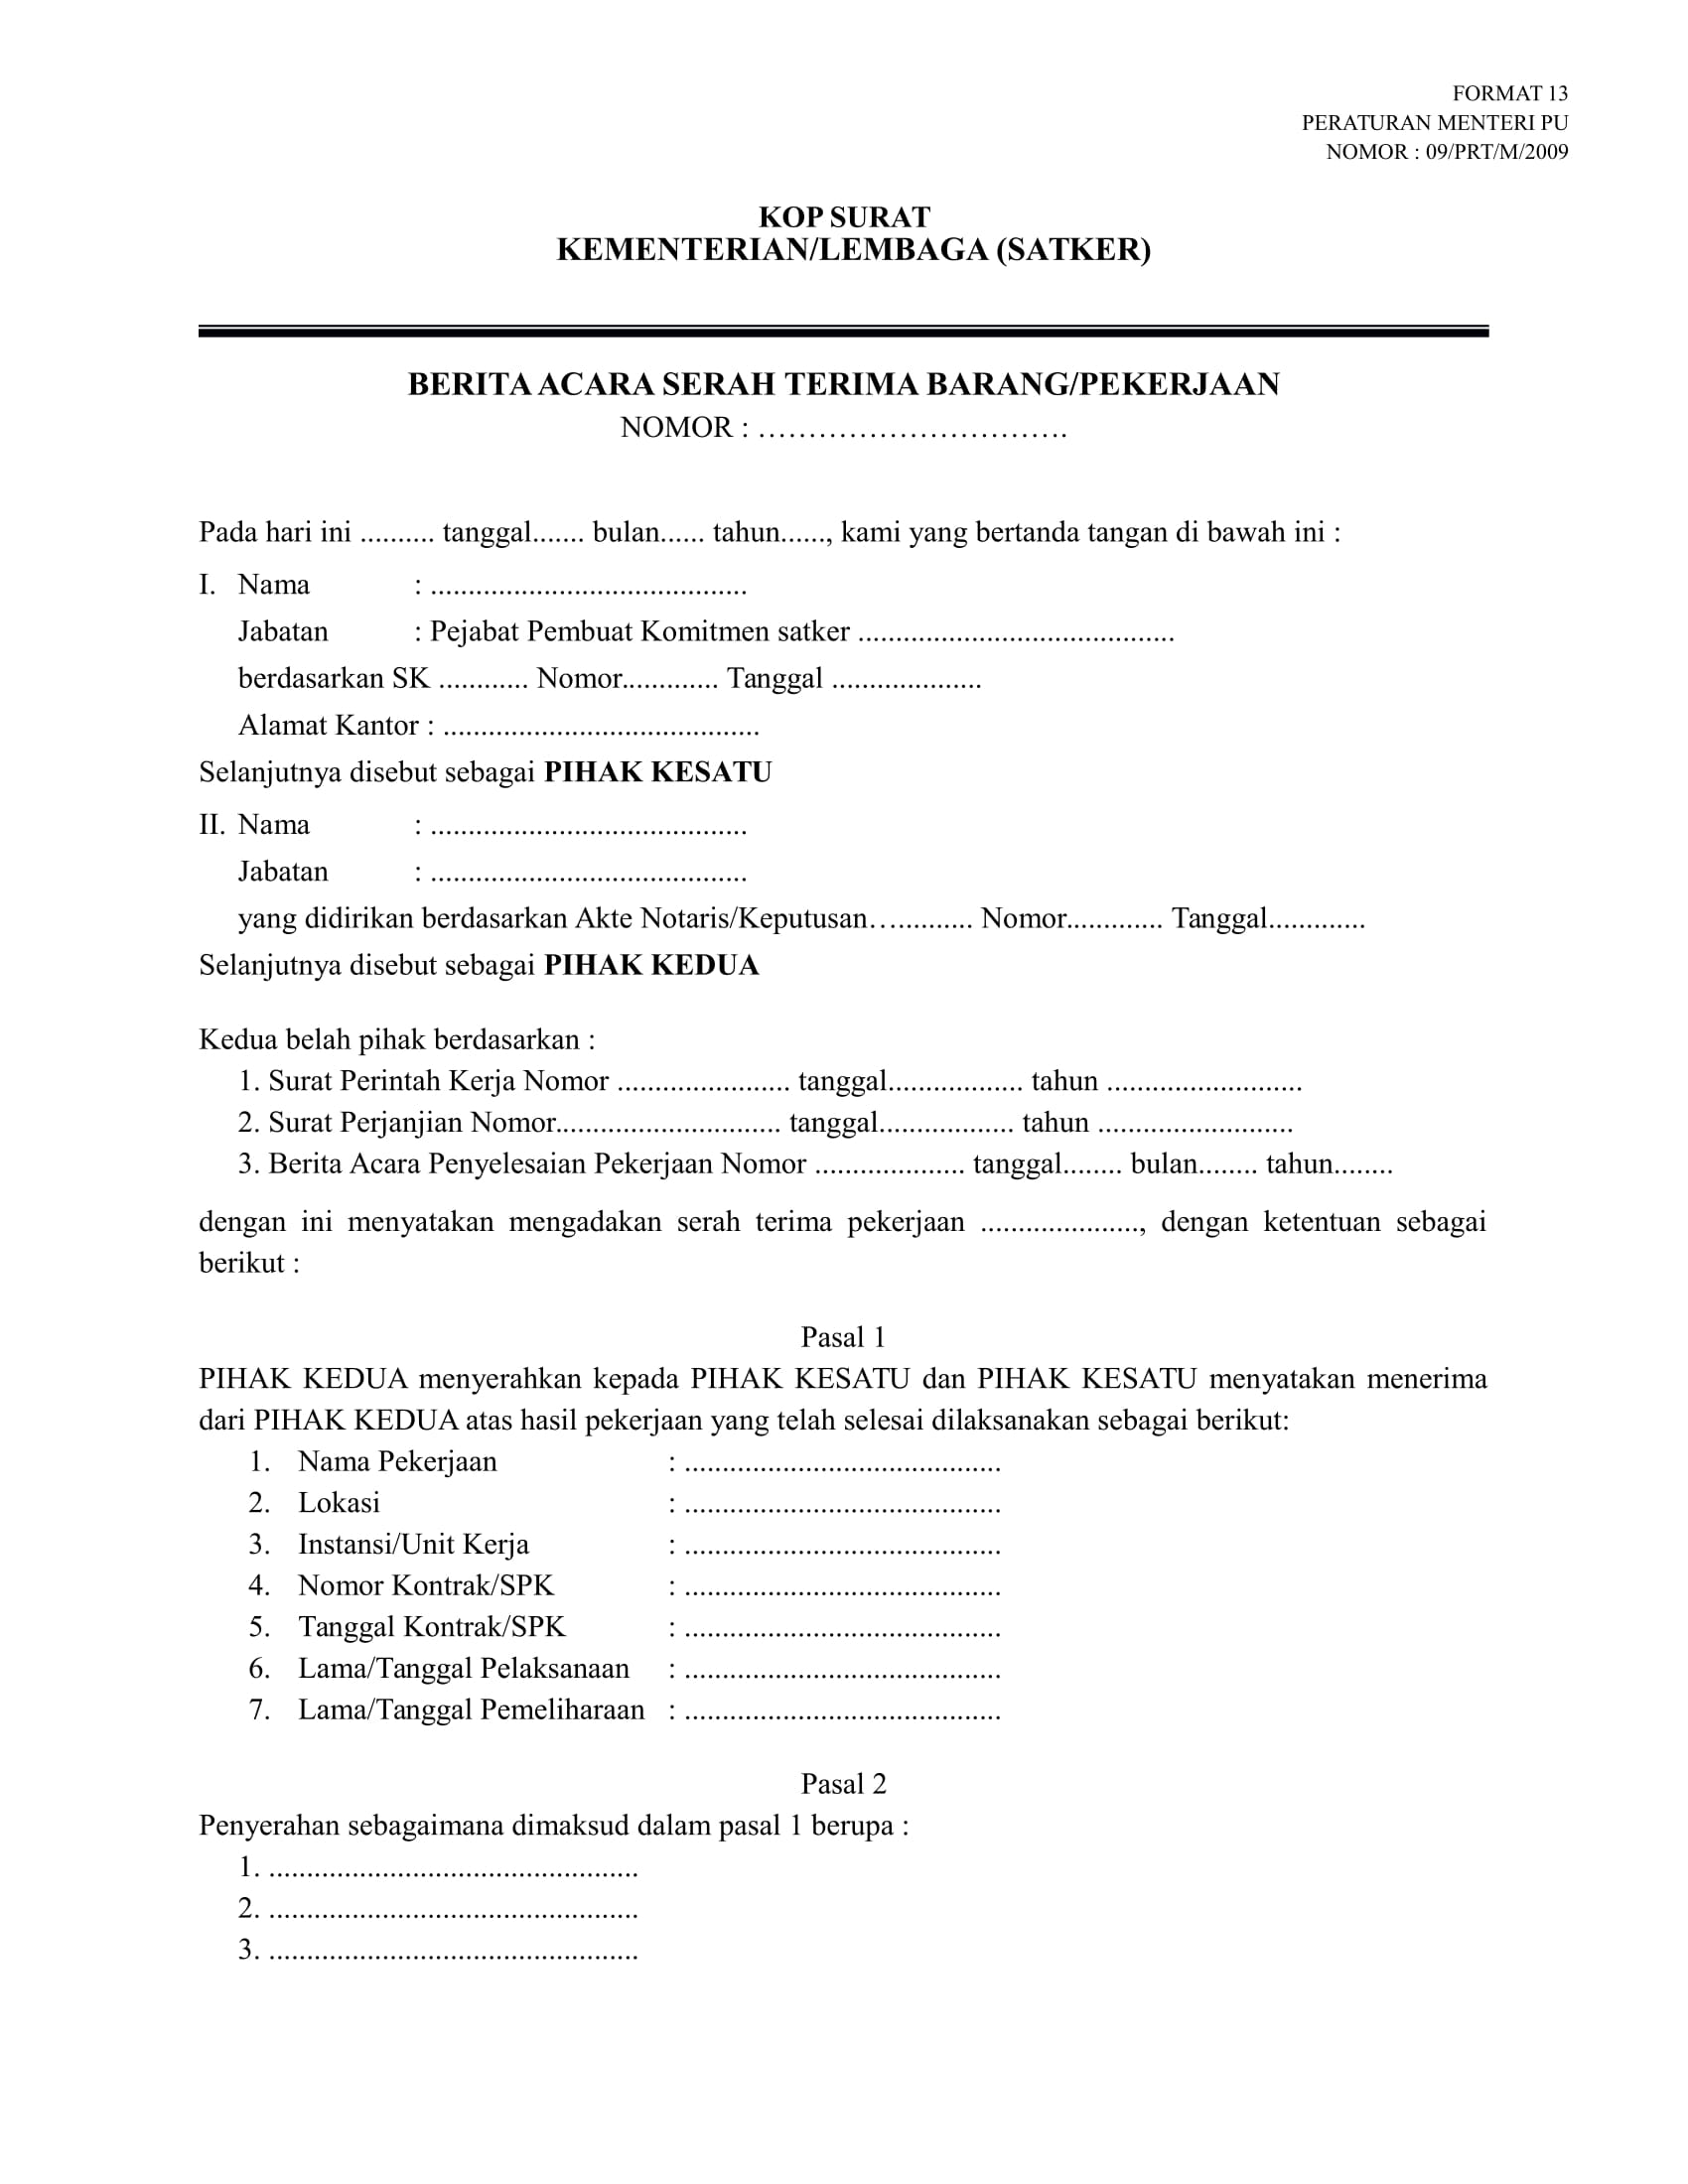 FORMAT 13
PERATURAN MENTERI PU
NOMOR : 09/PRT/M/2009
KOP SURAT
KEMENTERIAN/LEMBAGA (SATKER)
BERITA ACARA SERAH TERIMA BARANG/PEKERJAAN
NOMOR : ………………………….
Pada hari ini .......... tanggal....... bulan...... tahun......, kami yang bertanda tangan di bawah ini :
I. Nama : ..........................................
Jabatan : Pejabat Pembuat Komitmen satker ..........................................
berdasarkan SK ............ Nomor............. Tanggal ....................
Alamat Kantor : ..........................................
Selanjutnya disebut sebagai PIHAK KESATU
II. Nama : ..........................................
Jabatan : ..........................................
yang didirikan berdasarkan Akte Notaris/Keputusan….......... Nomor............. Tanggal.............
Selanjutnya disebut sebagai PIHAK KEDUA
Kedua belah pihak berdasarkan :
1. Surat Perintah Kerja Nomor ....................... tanggal.................. tahun ..........................
2. Surat Perjanjian Nomor.............................. tanggal.................. tahun ..........................
3. Berita Acara Penyelesaian Pekerjaan Nomor .................... tanggal........ bulan........ tahun........
dengan ini menyatakan mengadakan serah terima pekerjaan ....................., dengan ketentuan sebagai
berikut :
Pasal 1
PIHAK KEDUA menyerahkan kepada PIHAK KESATU dan PIHAK KESATU menyatakan menerima
dari PIHAK KEDUA atas hasil pekerjaan yang telah selesai dilaksanakan sebagai berikut:
1. Nama Pekerjaan : ..........................................
2. Lokasi : ..........................................
3. Instansi/Unit Kerja : ..........................................
4. Nomor Kontrak/SPK : ..........................................
5. Tanggal Kontrak/SPK : ..........................................
6. Lama/Tanggal Pelaksanaan : ..........................................
7. Lama/Tanggal Pemeliharaan : ..........................................
Pasal 2
Penyerahan sebagaimana dimaksud dalam pasal 1 berupa :
1. .................................................
2. .................................................
3. .................................................